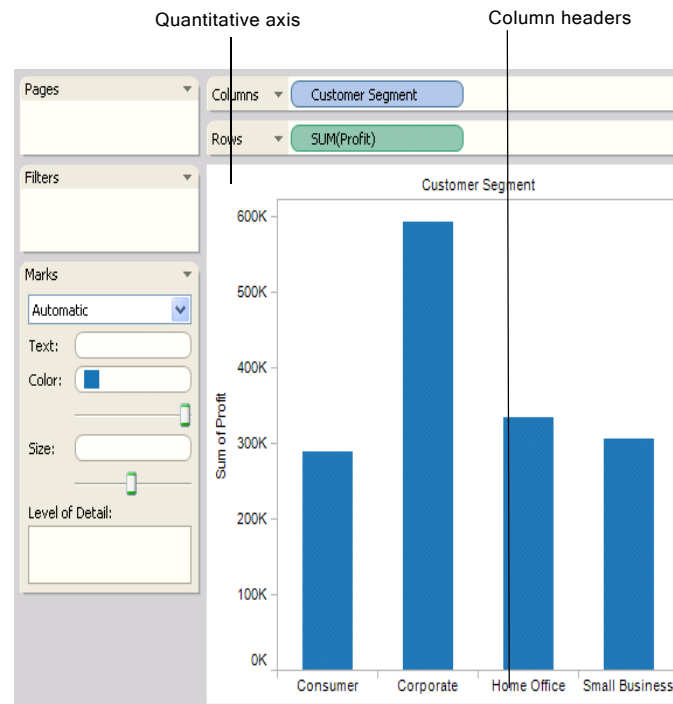 Quantitative axis
Column headers
Pages
Columns
Customer Segment
Rows
SUM(Profit)
Filters
Customer Segment
600K
Marks
500K
Automatic
Text:
400K
Color:
Sum of Profit
300K
Size:
200K
Level of Detail:
100K
0K
Consumer
Corporate
Home Office
Small Business